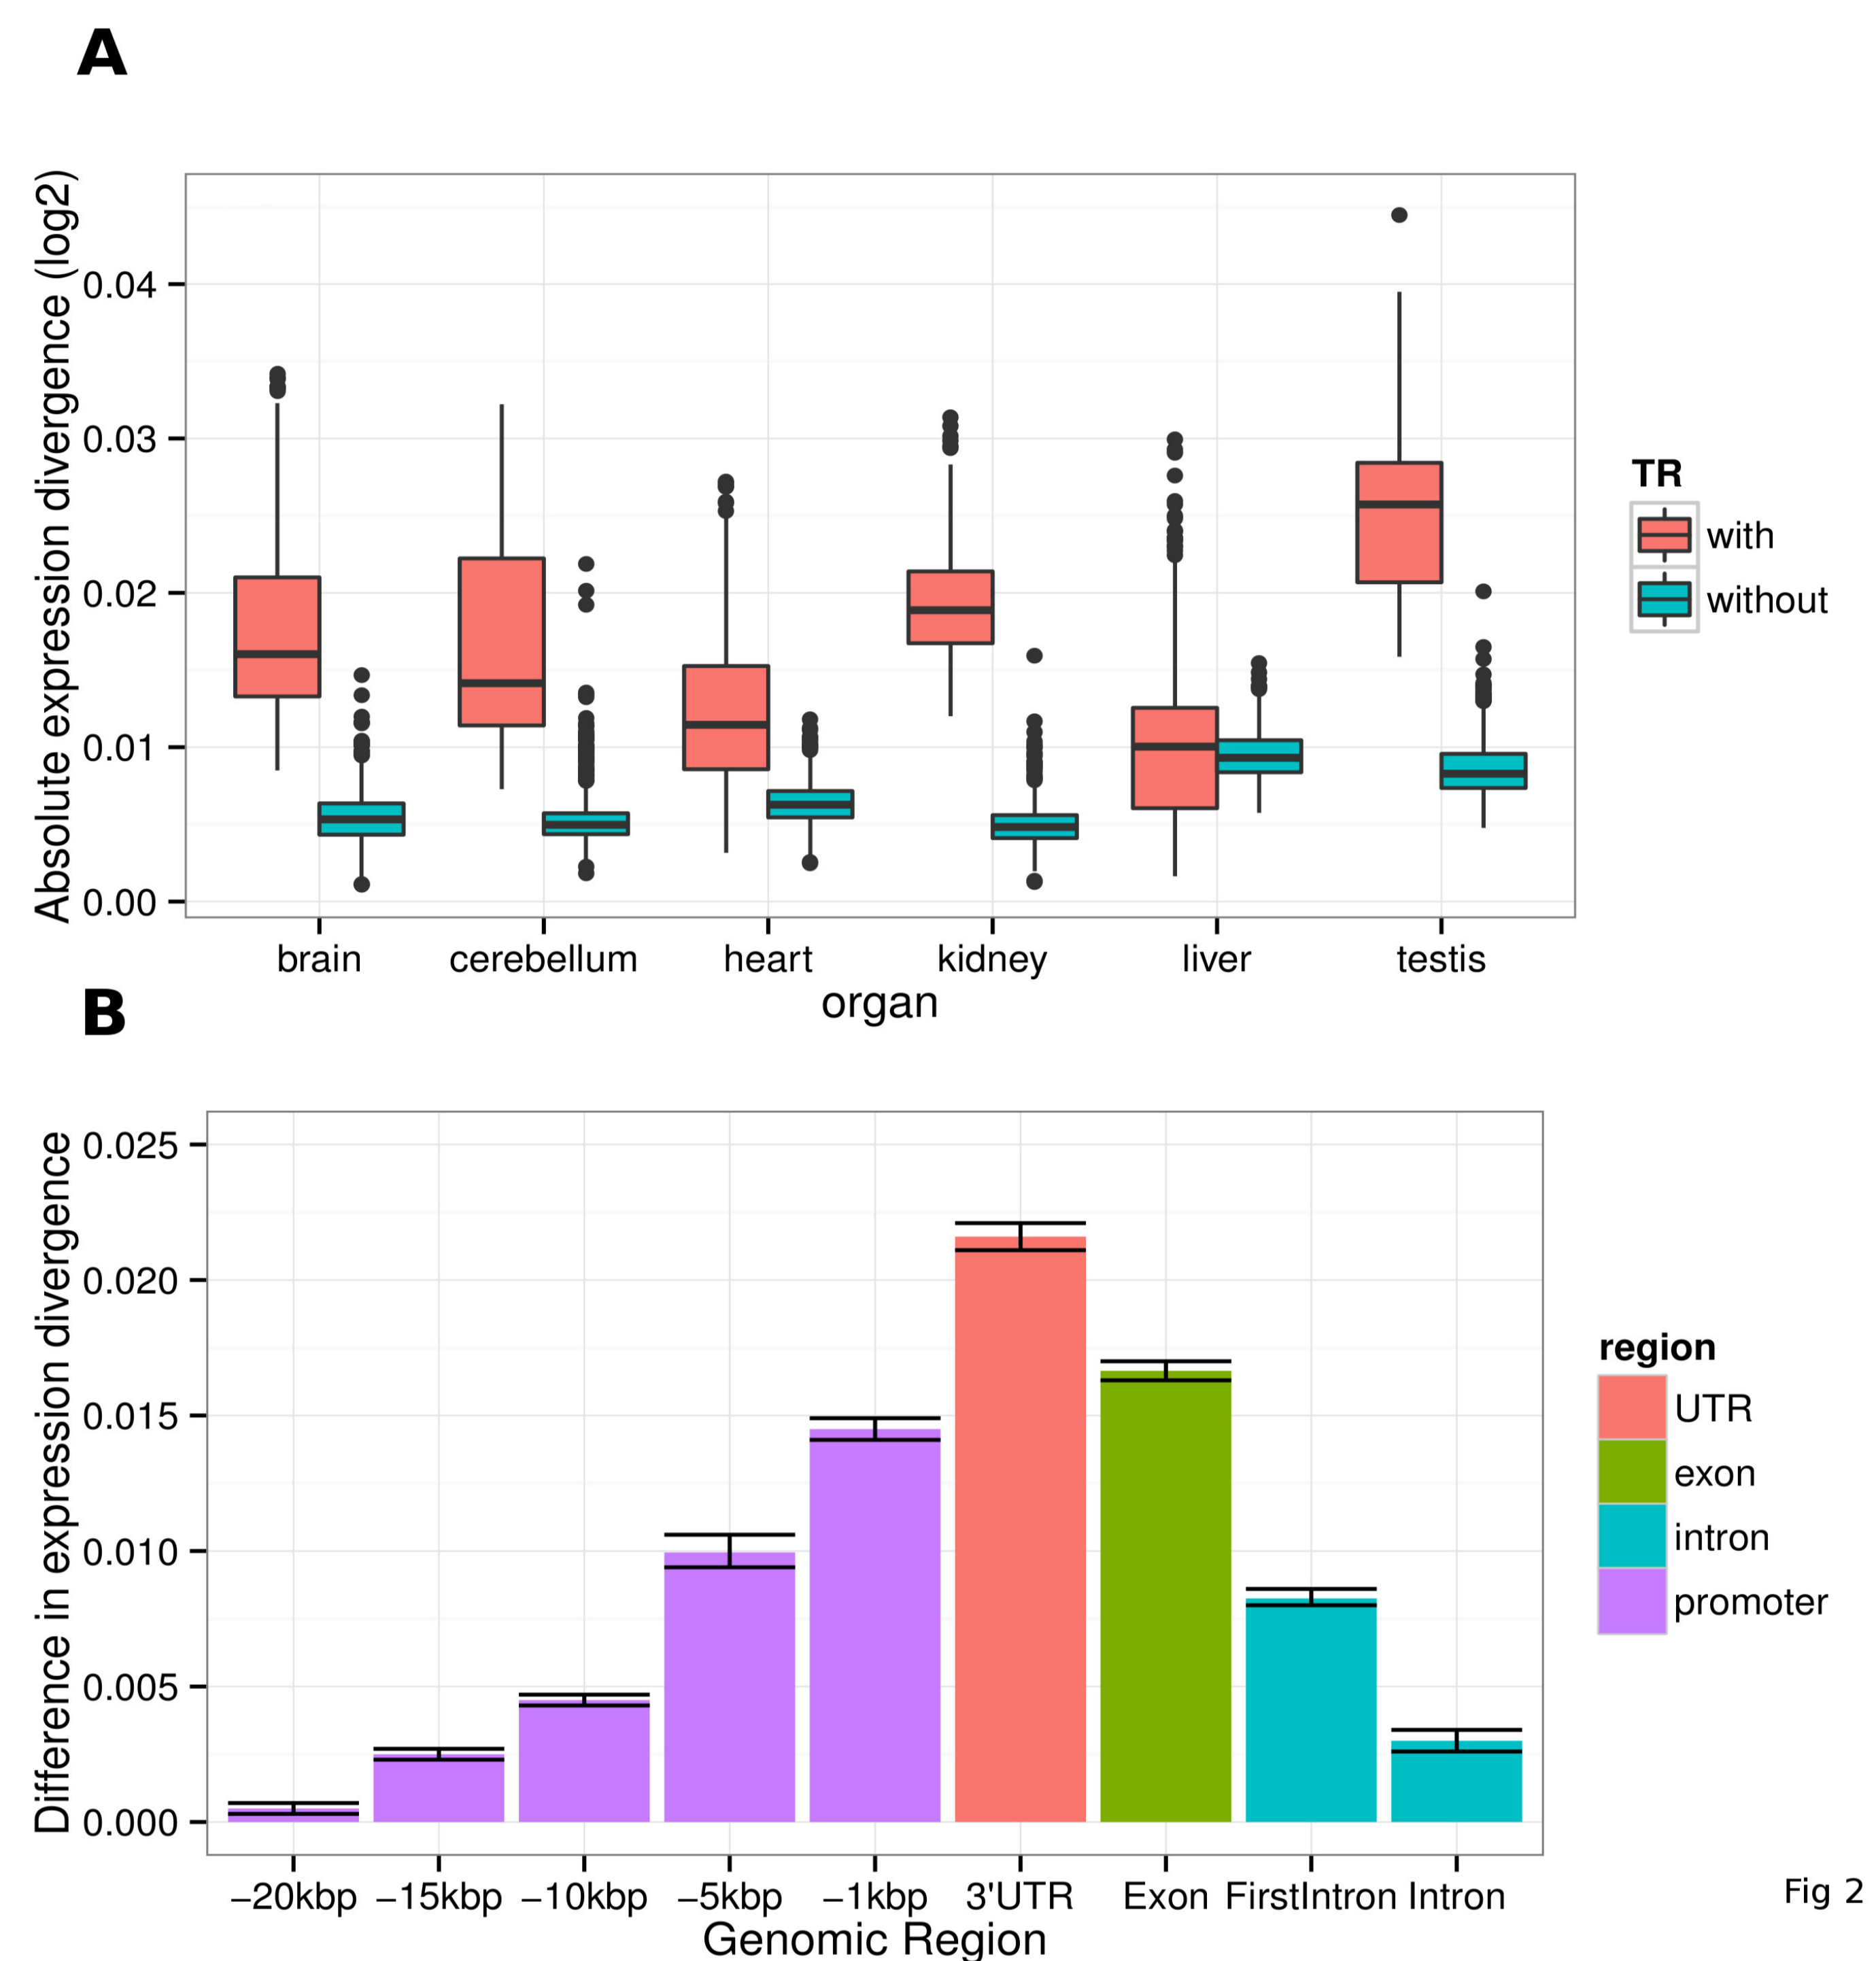 A
Absolute expression divergence (log2)
0.04
0.03
0.02
0.01
0.00
brain cerebellum heart kidney liver testis
organ
TR
with
without
B
Difference in expression divergence
0.025
0.020
0.015
0.010
0.005
0.000
−20kbp −15kbp −10kbp −5kbp −1kbp 3'UTR Exon FirstIntron Intron
Genomic Region
region
UTR
exon
intron
promoter
Fig 2